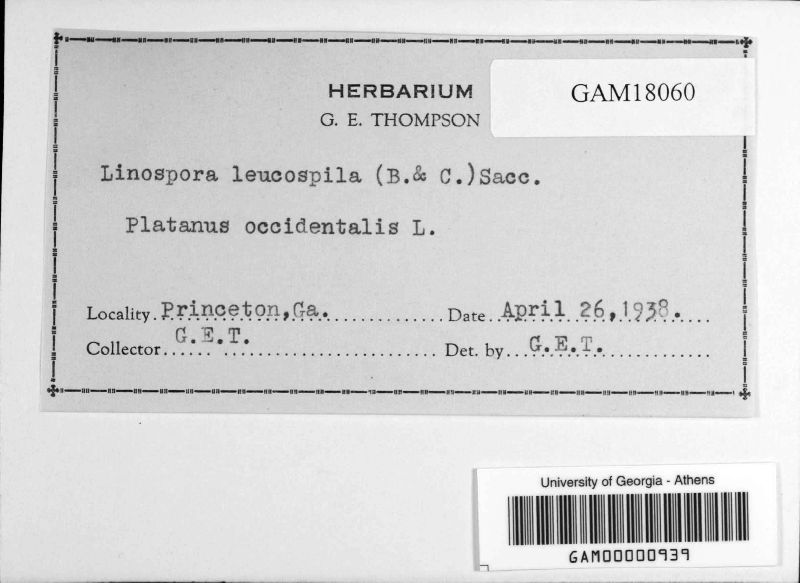 HERBARIUM
G. E. THOMPSON
GAM18060
Linospora leucospila (B.& C.)Sacc.
Platanus occidentalis L.
Locality Princeton,Ga. Date April 26,1938.
Collector G.E.T. Det. by G.E.T.
University of Georgia - Athens
GAM00000939